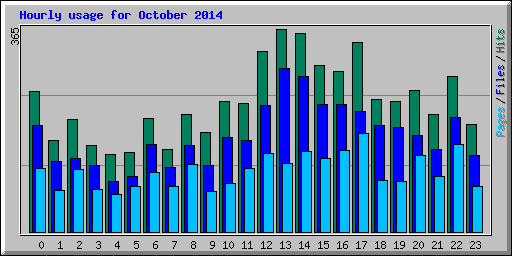 Hourly usage for October 2014
365
Pages / Files / Hits
0 1 2 3 4 5 6 7 8 9 10 11 12 13 14 15 16 17 18 19 20 21 22 23